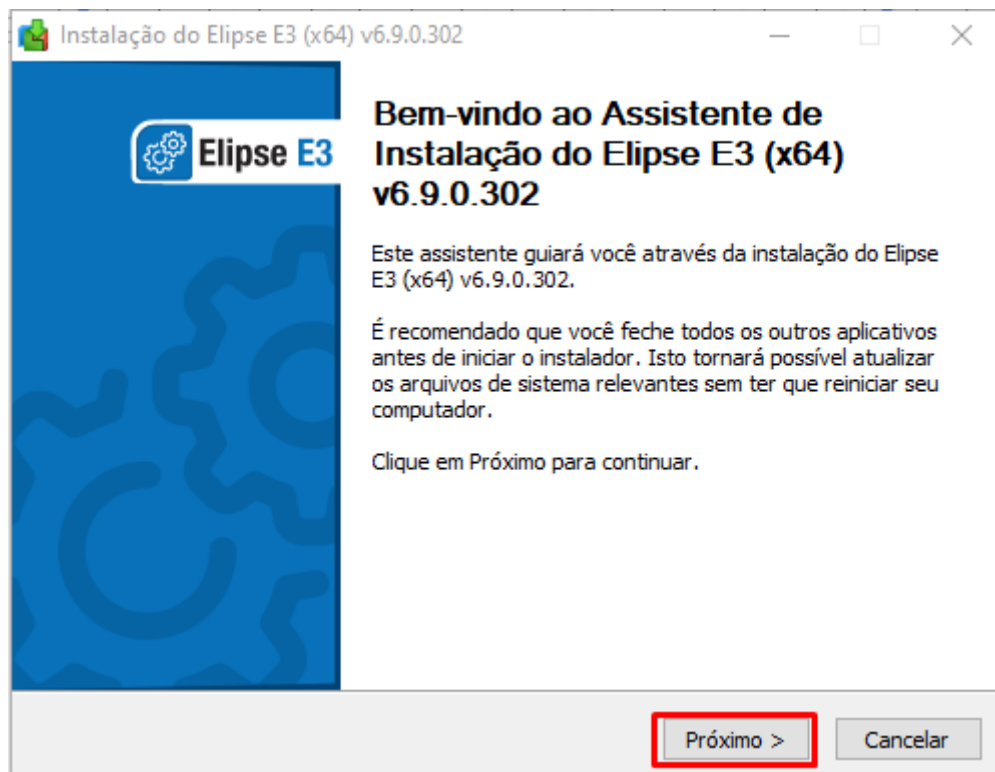 Instalação do Elipse E3 (x64) v6.9.0.302
Elipse E3
Bem-vindo ao Assistente de
Instalação do Elipse E3 (x64)
v6.9.0.302
Este assistente guiará você através da instalação do Elipse
E3 (x64) v6.9.0.302.
É recomendado que você feche todos os outros aplicativos
antes de iniciar o instalador. Isto tornará possível atualizar
os arquivos de sistema relevantes sem ter que reiniciar seu
computador.
Clique em Próximo para continuar.
Próximo >
Cancelar